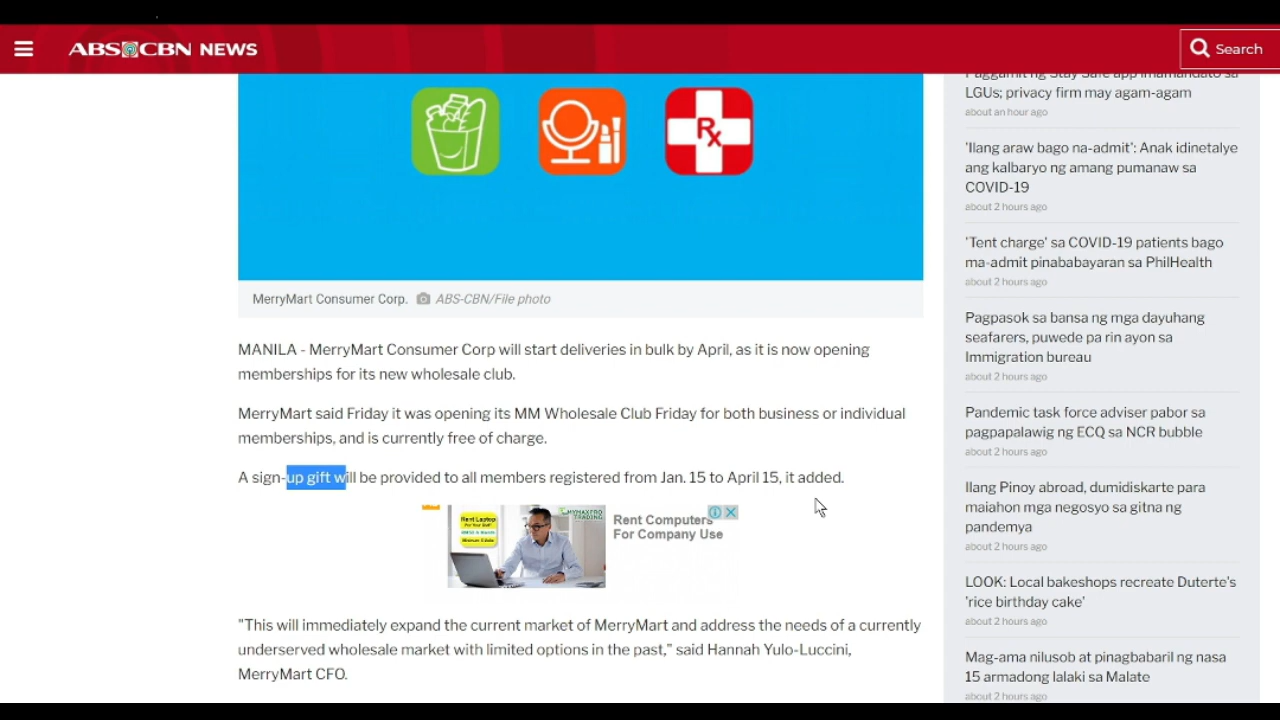 ABS-CBN NEWS
Search
Rx
MerryMart Consumer Corp. ABS-CBN/File photo
MANILA - MerryMart Consumer Corp will start deliveries in bulk by April, as it is now opening
memberships for its new wholesale club.
MerryMart said Friday it was opening its MM Wholesale Club Friday for both business or individual
memberships, and is currently free of charge.
A sign-up gift will be provided to all members registered from Jan. 15 to April 15, it added.
Rent Laptop
MYMAXPRO
TRADING
Rent Computers
For Company Use
"This will immediately expand the current market of MerryMart and address the needs of a currently
underserved wholesale market with limited options in the past," said Hannah Yulo-Luccini,
MerryMart CFO.
Paggamit ng Stay Safe app imamandato sa
LGUs; privacy firm may agam-agam
about an hour ago
'Ilang araw bago na-admit': Anak idinetalye
ang kalbaryo ng amang pumanaw sa
COVID-19
about 2 hours ago
'Tent charge' sa COVID-19 patients bago
ma-admit pinababayaran sa PhilHealth
about 2 hours ago
Pagpasok sa bansa ng mga dayuhang
seafarers, puwede pa rin ayon sa
Immigration bureau
about 2 hours ago
Pandemic task force adviser pabor sa
pagpapalawig ng ECQ sa NCR bubble
about 2 hours ago
Ilang Pinoy abroad, dumidiskarte para
maiahon mga negosyo sa gitna ng
pandemya
about 2 hours ago
LOOK: Local bakeshops recreate Duterte's
'rice birthday cake'
about 2 hours ago
Mag-ama nilusob at pinagbabaril ng nasa
15 armadong lalaki sa Malate
about 2 hours ago